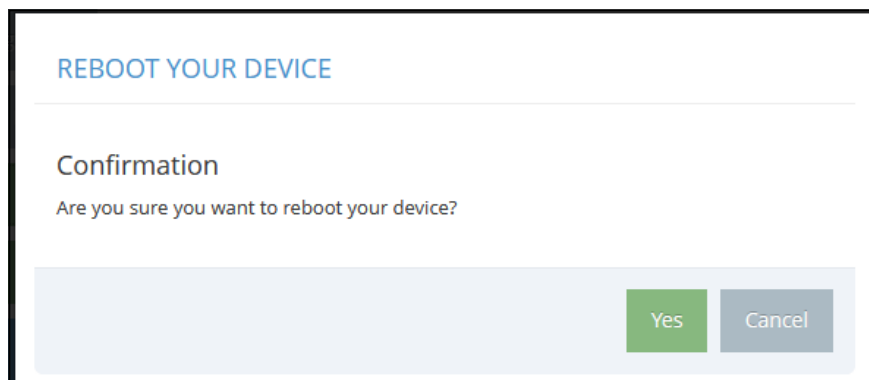 REBOOT YOUR DEVICE
Confirmation
Are you sure you want to reboot your device?
Yes Cancel